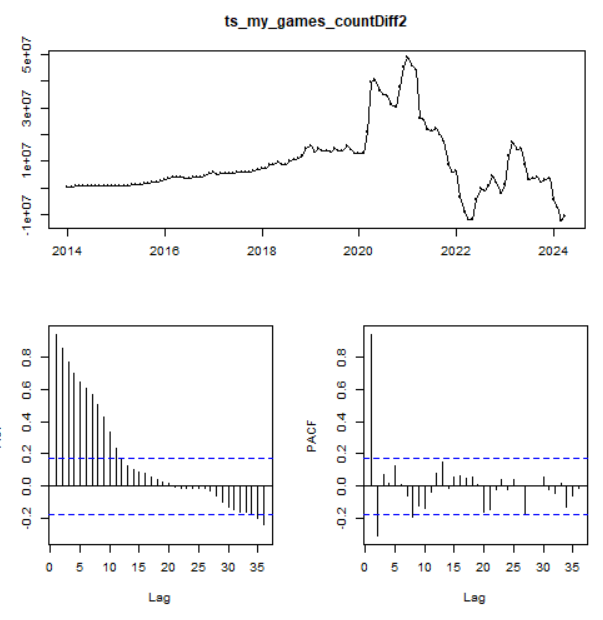 ts_my_games_countDiff2
5e+07
3e+07
1e+07
-1e+07
2014 2016 2018 2020 2022 2024
0.8
0.6
0.4
0.2
0.0
-0.2
0 5 10 15 20 25 30 35
Lag
PACF
0.8
0.6
0.4
0.2
0.0
-0.2
0 5 10 15 20 25 30 35
Lag